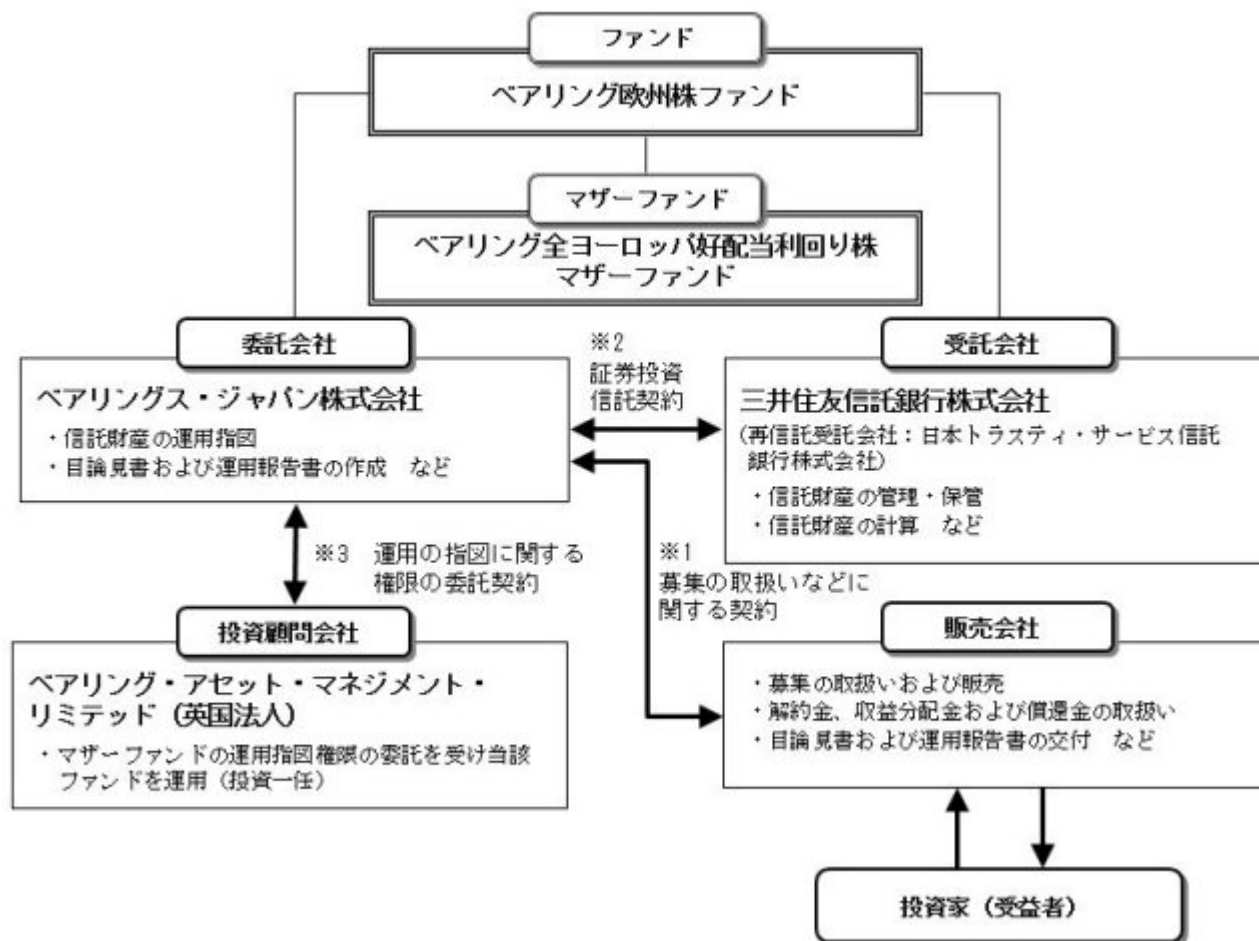 ファンド
ベアリング欧州株ファンド
マザーファンド
ベアリング全ヨーロッパ好配当利回り株
マザーファンド
委託会社
ベアリングス・ジャパン株式会社
・信託財産の運用指図
・目論見書および運用報告書の作成 など
※2
証券投資
信託契約
受託会社
三井住友信託銀行株式会社
(再信託受託会社:日本トラスティ・サービス信託
銀行株式会社)
・信託財産の管理・保管
・信託財産の計算 など
※3 運用の指図に関する
権限の委託契約
※1
募集の取扱いなどに
関する契約
投資顧問会社
ベアリング・アセット・マネジメント・
リミテッド(英国法人)
・マザーファンドの運用指図権限の委託を受け当該
ファンドを運用(投資一任)
販売会社
・募集の取扱いおよび販売
・解約金、収益分配金および償還金の取扱い
・目論見書および運用報告書の交付 など
投資家(受益者)